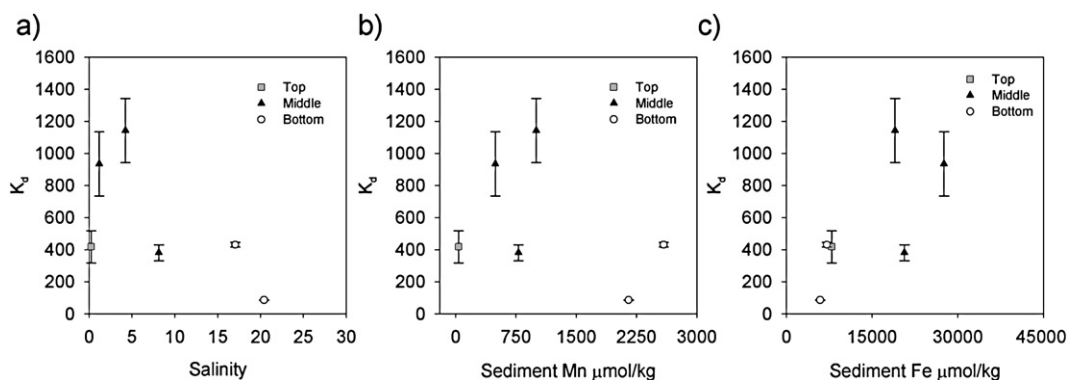 a)
1600
1400
1200
1000
800
600
400
200
0
K_d
Top
Middle
Bottom
0 5 10 15 20 25 30
Salinity
b)
1600
1400
1200
1000
800
600
400
200
0
K_d
Top
Middle
Bottom
0 750 1500 2250 3000
Sediment Mn μmol/kg
c)
1600
1400
1200
1000
800
600
400
200
0
K_d
Top
Middle
Bottom
0 15000 30000 45000
Sediment Fe μmol/kg